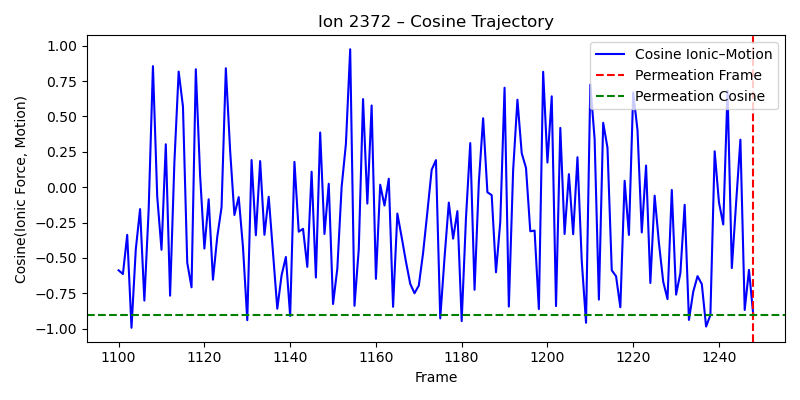 Ion 2372 – Cosine Trajectory
Cosine(Ionic Force, Motion)
1.00
0.75
0.50
0.25
0.00
−0.25
−0.50
−0.75
−1.00
Cosine Ionic–Motion
Permeation Frame
Permeation Cosine
1100 1120 1140 1160 1180 1200 1220 1240
Frame